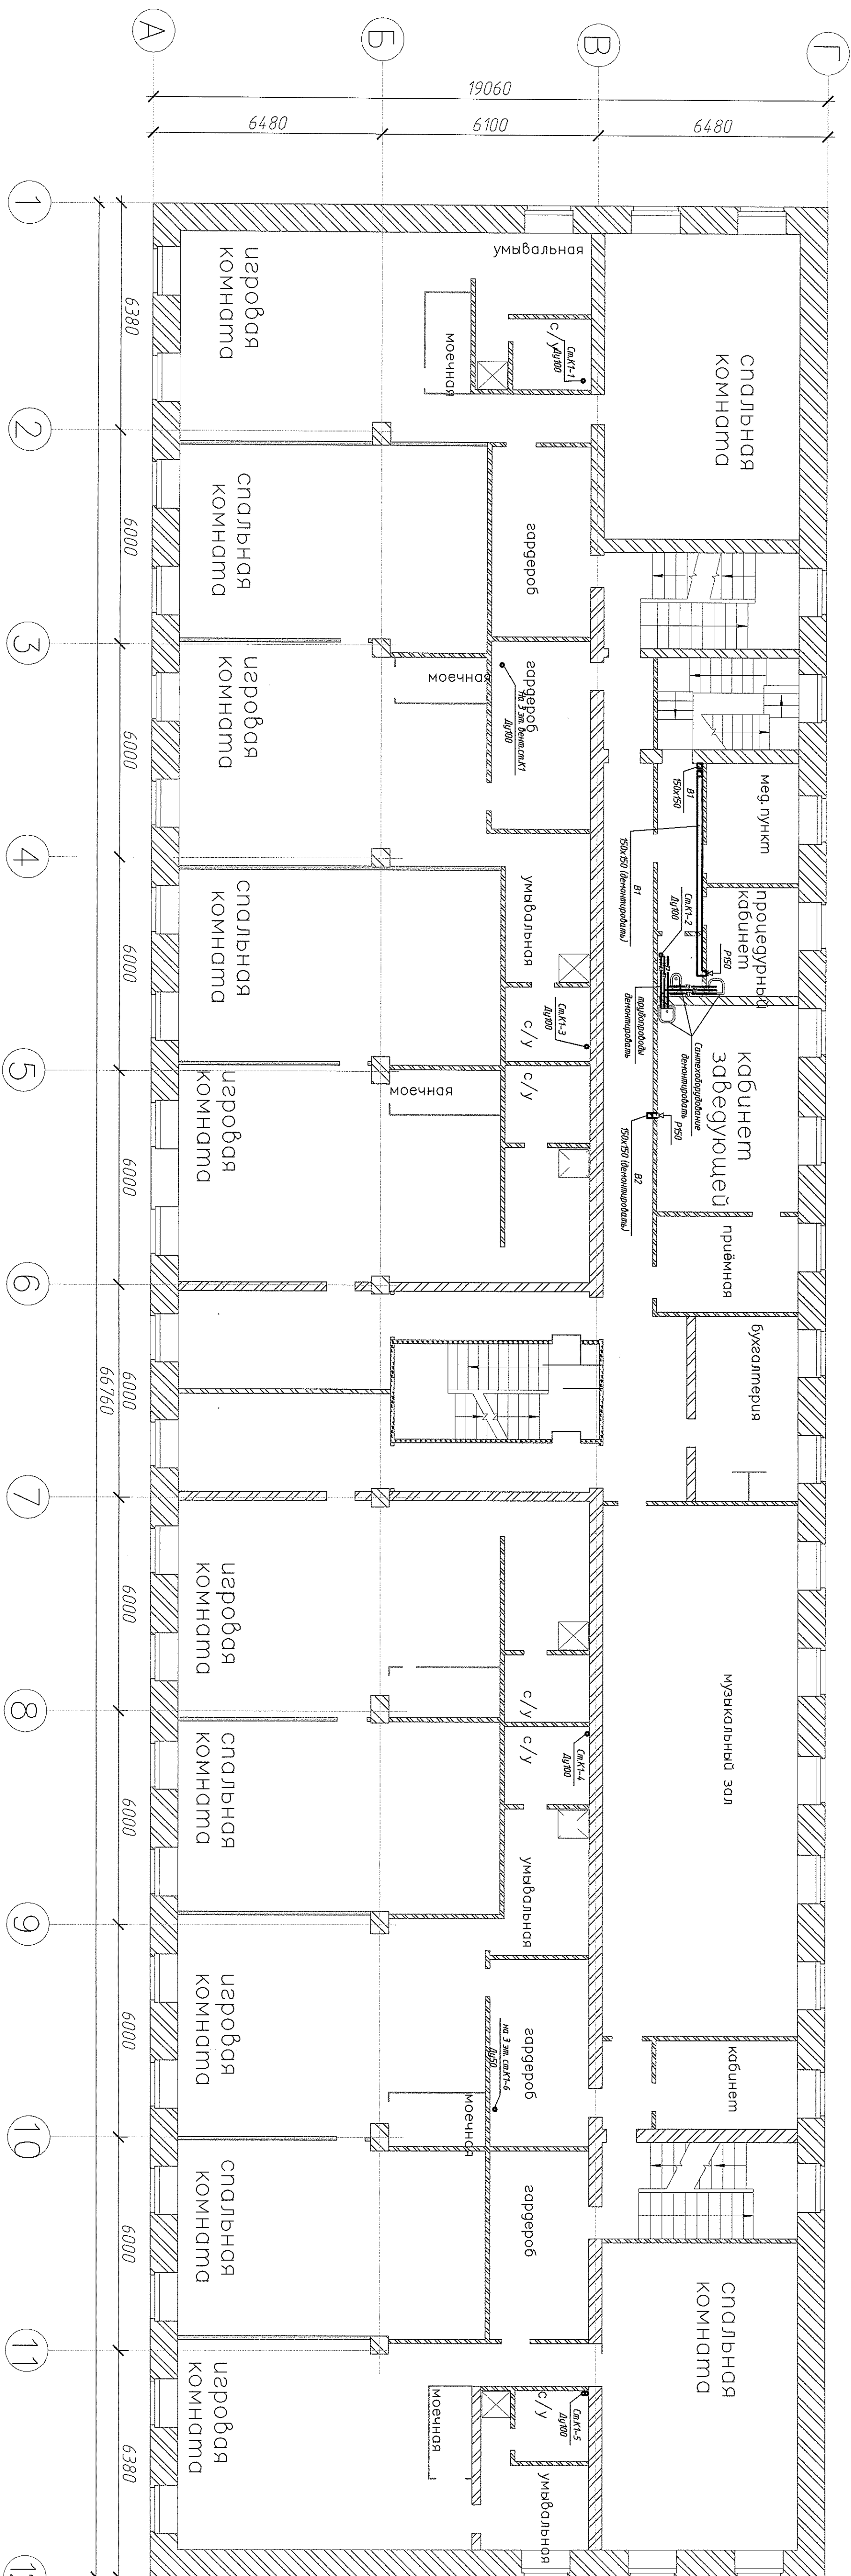 А
Б
В
Г
19060
6480
6100
6480
1
2
3
4
5
6
7
8
9
10
11
6380
6000
6000
6000
6000
6000
66760
6000
6000
6000
6000
6380
игровая
комната
умывальная
моечная
с/у
Ст.К1-1
Ду100
спальная
комната
спальная
комната
гардероб
игровая
комната
моечная
гардероб
На 3 эт. вент.ст.К1
Ду100
мед. пункт
В1
150х150
В1
150х150 (демонтировать)
Ст.К1-2
Ду100
процедурный
кабинет
Р150
трубопроводы
демонтировать
Сантехоборудование
демонтировать
кабинет
заведующей
Р150
В2
150х150 (демонтировать)
спальная
комната
умывальная
с/у
Ст.К1-3
Ду100
с/у
игровая
комната
моечная
приёмная
бухгалтерия
игровая
комната
с/у
с/у
Ст.К1-4
Ду100
музыкальный зал
спальная
комната
умывальная
игровая
комната
гардероб
на 3 эт. ст.К1-6
Ду50
моечная
кабинет
спальная
комната
гардероб
спальная
комната
игровая
комната
моечная
с/у
Ст.К1-5
Ду100
умывальная